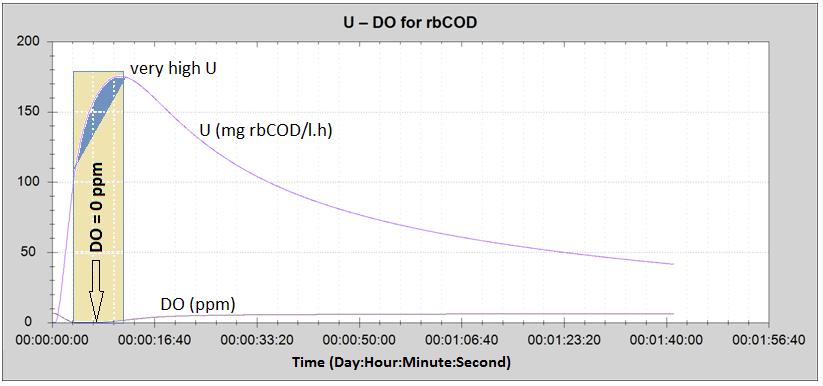 U – DO for rbCOD
200
very high U
150
U (mg rbCOD/l.h)
100
DO = 0 ppm
50
DO (ppm)
0
00:00:00:00 00:00:16:40 00:00:33:20 00:00:50:00 00:01:06:40 00:01:23:20 00:01:40:00 00:01:56:40
Time (Day:Hour:Minute:Second)